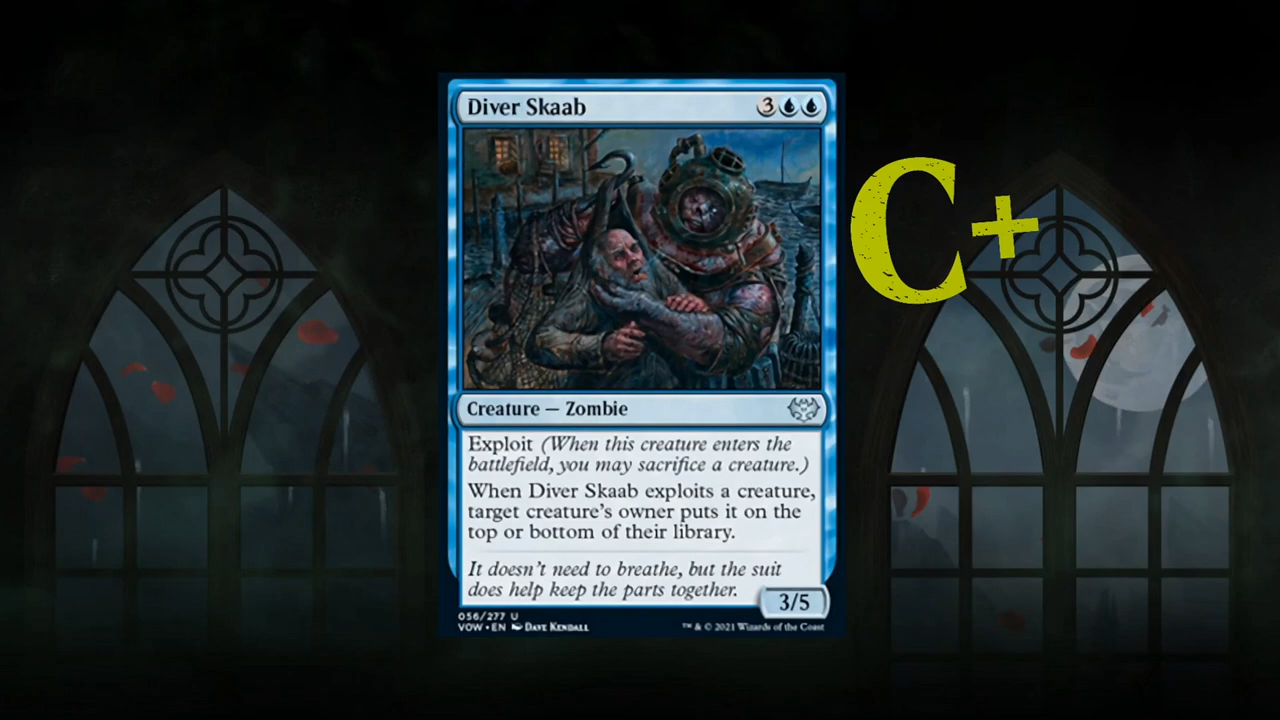 Diver Skaab 3
C+
Creature — Zombie
Exploit (When this creature enters the
battlefield, you may sacrifice a creature.)
When Diver Skaab exploits a creature,
target creature's owner puts it on the
top or bottom of their library.
It doesn't need to breathe, but the suit
does help keep the parts together.
3/5
056/277 U
VOW • EN Dave Kendall
™ & © 2021 Wizards of the Coast